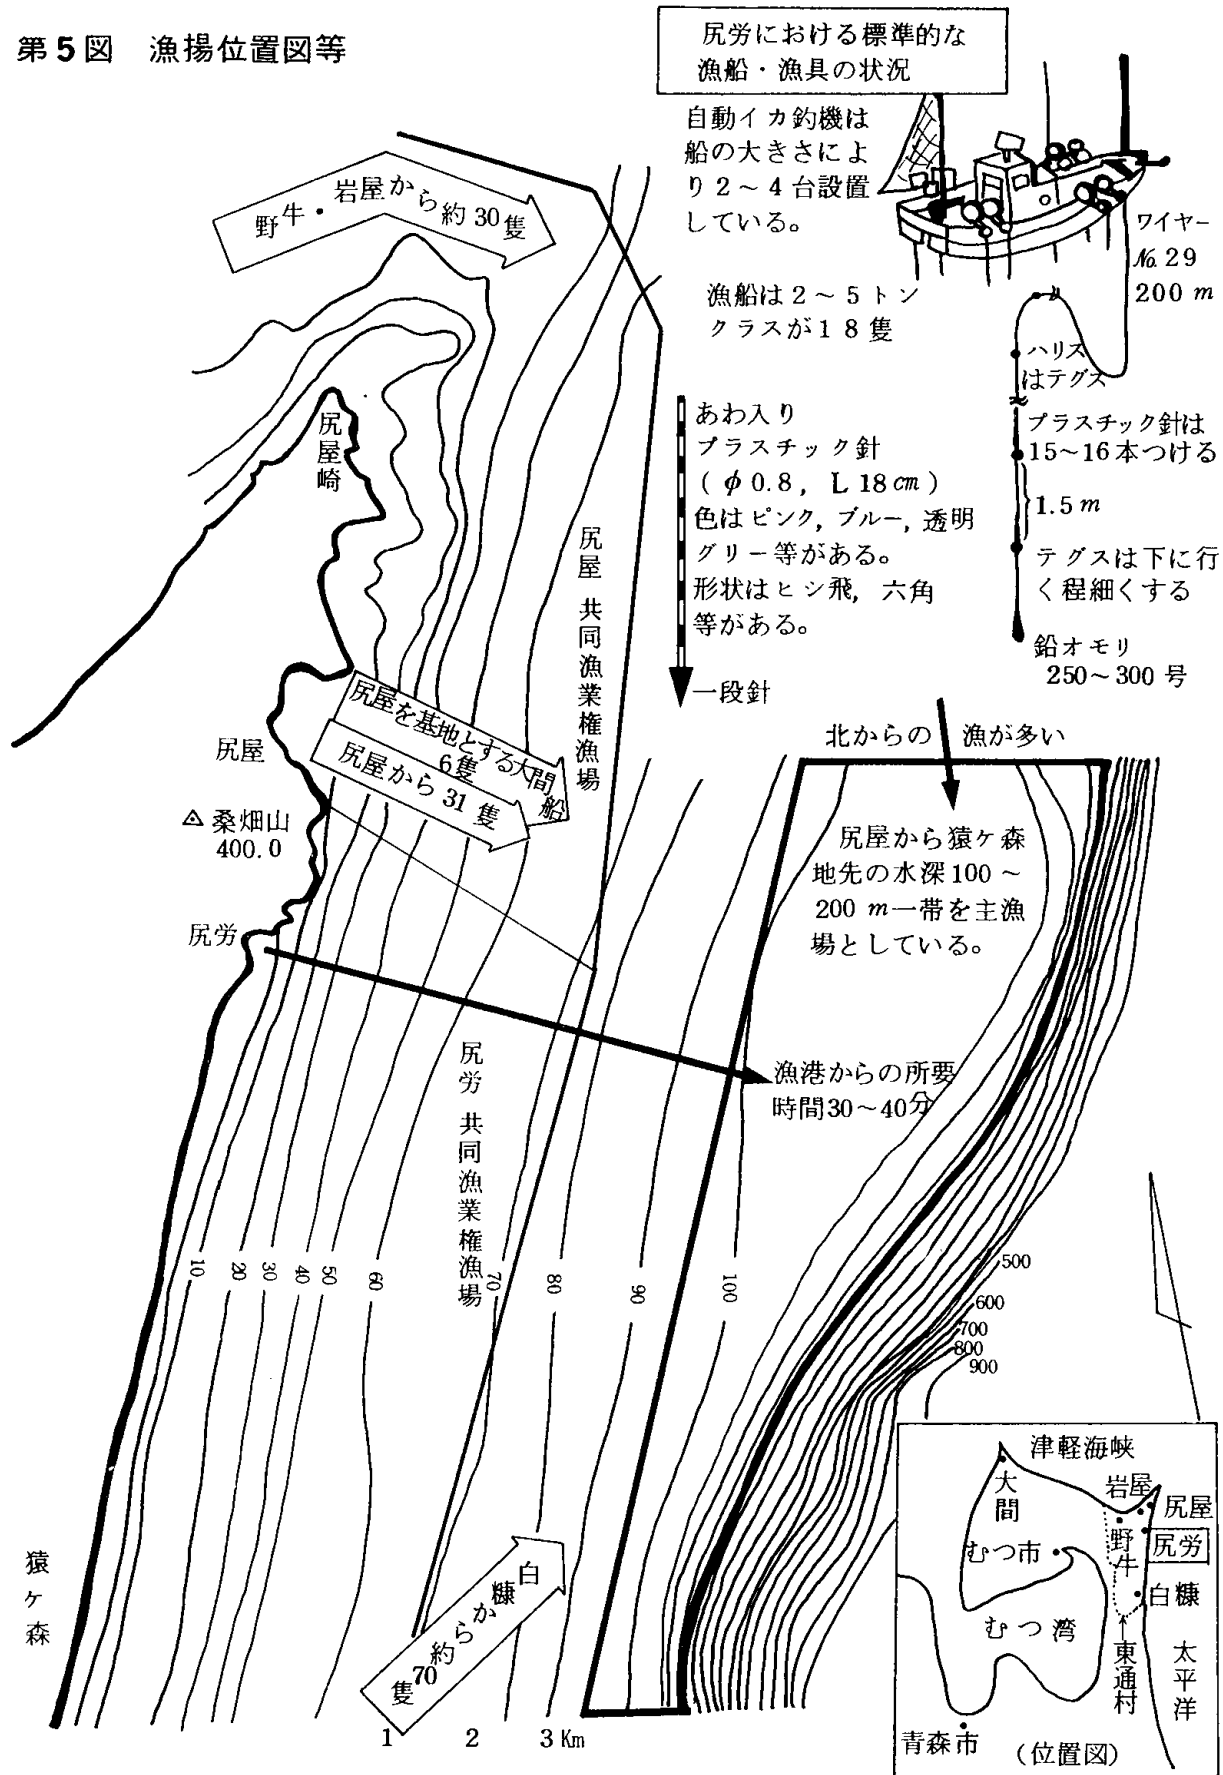 第5図 漁揚位置図等
尻労における標準的な
漁船・漁具の状況
自動イカ釣機は
船の大きさによ
り2~4台設置
している。
漁船は2~5トン
クラスが18隻
ワイヤー
No.29
200 m
ハリス
はテグス
プラスチック針は
15~16本つける
1.5 m
テグスは下に行
く程細くする
鉛オモリ
250~300号
あわ入り
プラスチック針
(φ0.8, L 18cm)
色はピンク, ブルー, 透明
グリー等がある。
形状はヒシ飛, 六角
等がある。
一段針
野牛・岩屋から約30隻
尻屋崎
尻屋 共同漁業権漁場
尻屋を基地とする大間船
6隻
尻屋から31隻
尻屋
桑畑山
400.0
尻労
北からの漁が多い
尻屋から猿ケ森
地先の水深100~
200 m一帯を主漁
場としている。
漁港からの所要
時間30~40分
尻労 共同漁業権漁場
10
20
30
40
50
60
70
80
90
100
500
600
700
800
900
猿ヶ森
白糠から約70隻
1
2
3 Km
津軽海峡
大間
岩屋
尻屋
野牛
尻労
むつ市
白糠
むつ湾
東通村
太平洋
青森市
(位置図)